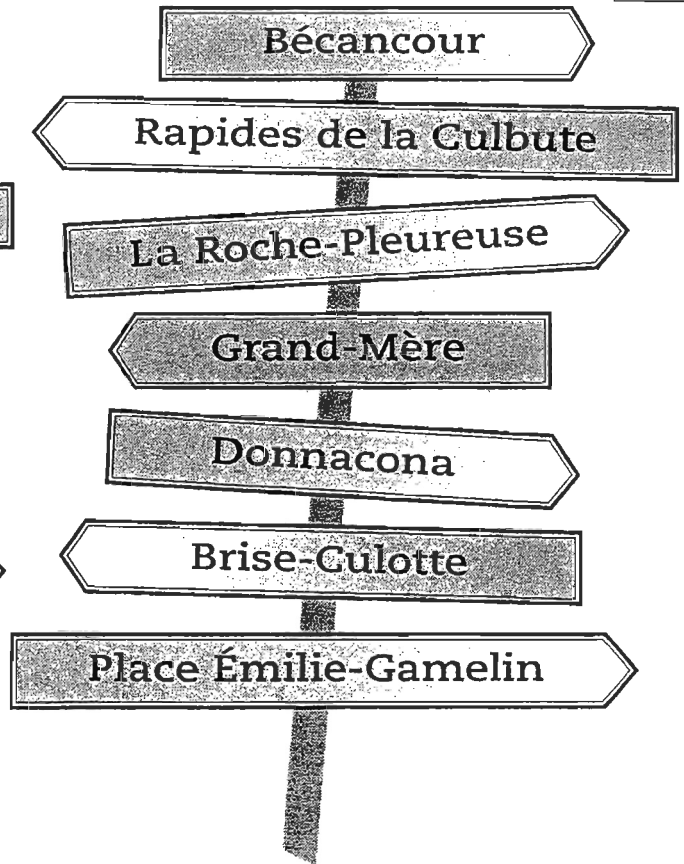 Bécancour
Rapides de la Culbute
La Roche-Pleureuse
Grand-Mère
Donnacona
Brise-Culotte
Place Émilie-Gamelin